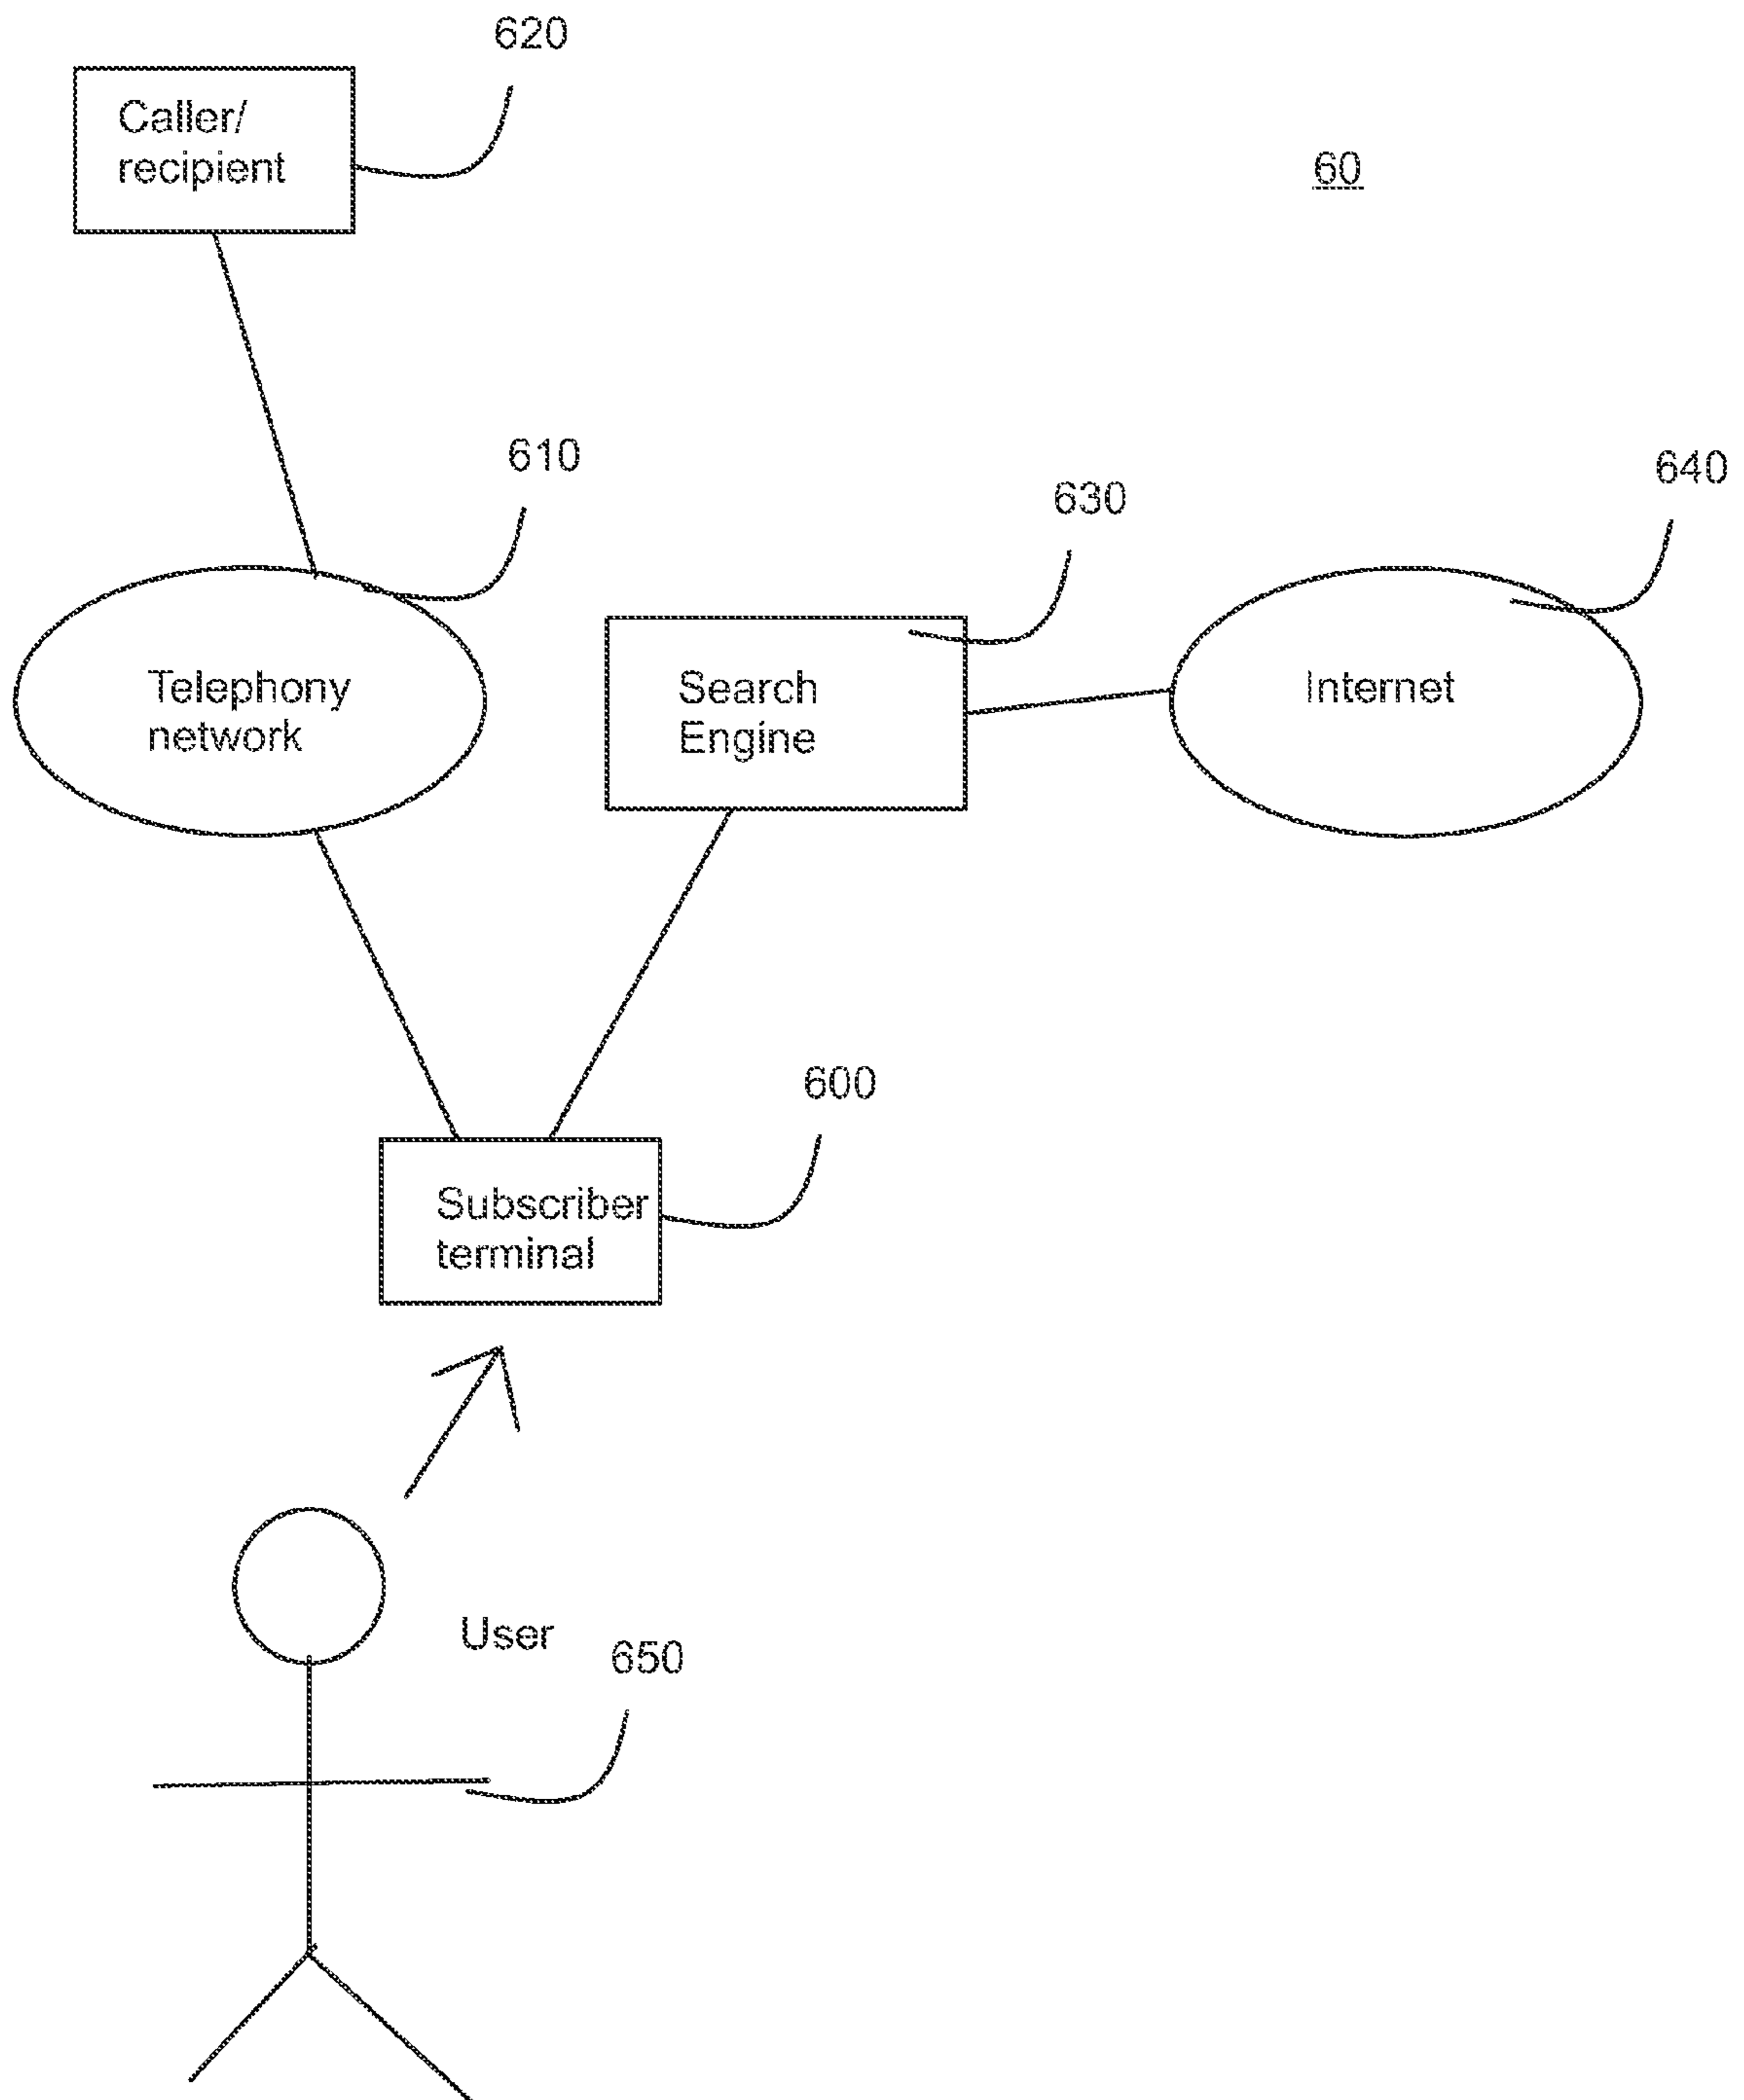 620
Caller/
recipient
60
610
640
630
Telephony
network
Search
Engine
Internet
600
Subscriber
terminal
User
650